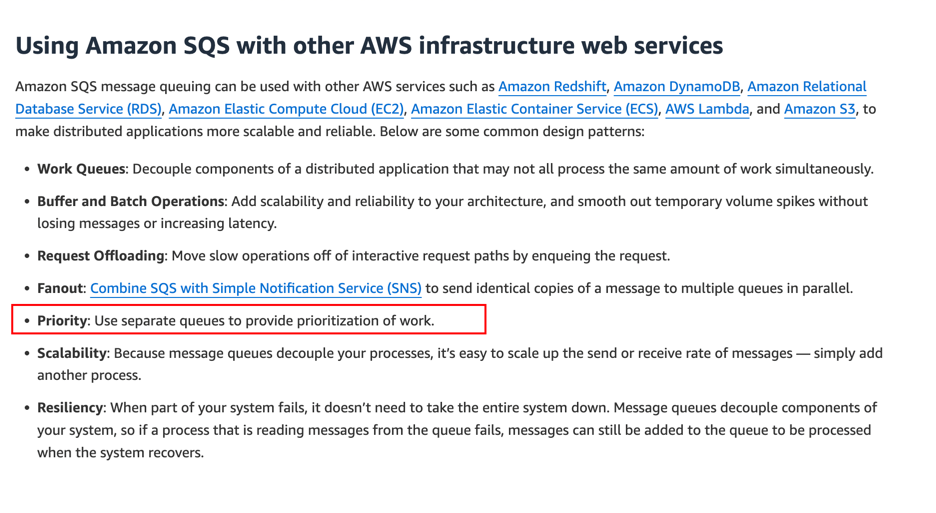 Using Amazon SQS with other AWS infrastructure web services
Amazon SQS message queuing can be used with other AWS services such as Amazon Redshift, Amazon DynamoDB, Amazon Relational
Database Service (RDS), Amazon Elastic Compute Cloud (EC2), Amazon Elastic Container Service (ECS), AWS Lambda, and Amazon S3, to
make distributed applications more scalable and reliable. Below are some common design patterns:
• Work Queues: Decouple components of a distributed application that may not all process the same amount of work simultaneously.
• Buffer and Batch Operations: Add scalability and reliability to your architecture, and smooth out temporary volume spikes without
losing messages or increasing latency.
• Request Offloading: Move slow operations off of interactive request paths by enqueing the request.
• Fanout: Combine SQS with Simple Notification Service (SNS) to send identical copies of a message to multiple queues in parallel.
• Priority: Use separate queues to provide prioritization of work.
• Scalability: Because message queues decouple your processes, it's easy to scale up the send or receive rate of messages — simply add
another process.
• Resiliency: When part of your system fails, it doesn't need to take the entire system down. Message queues decouple components of
your system, so if a process that is reading messages from the queue fails, messages can still be added to the queue to be processed
when the system recovers.